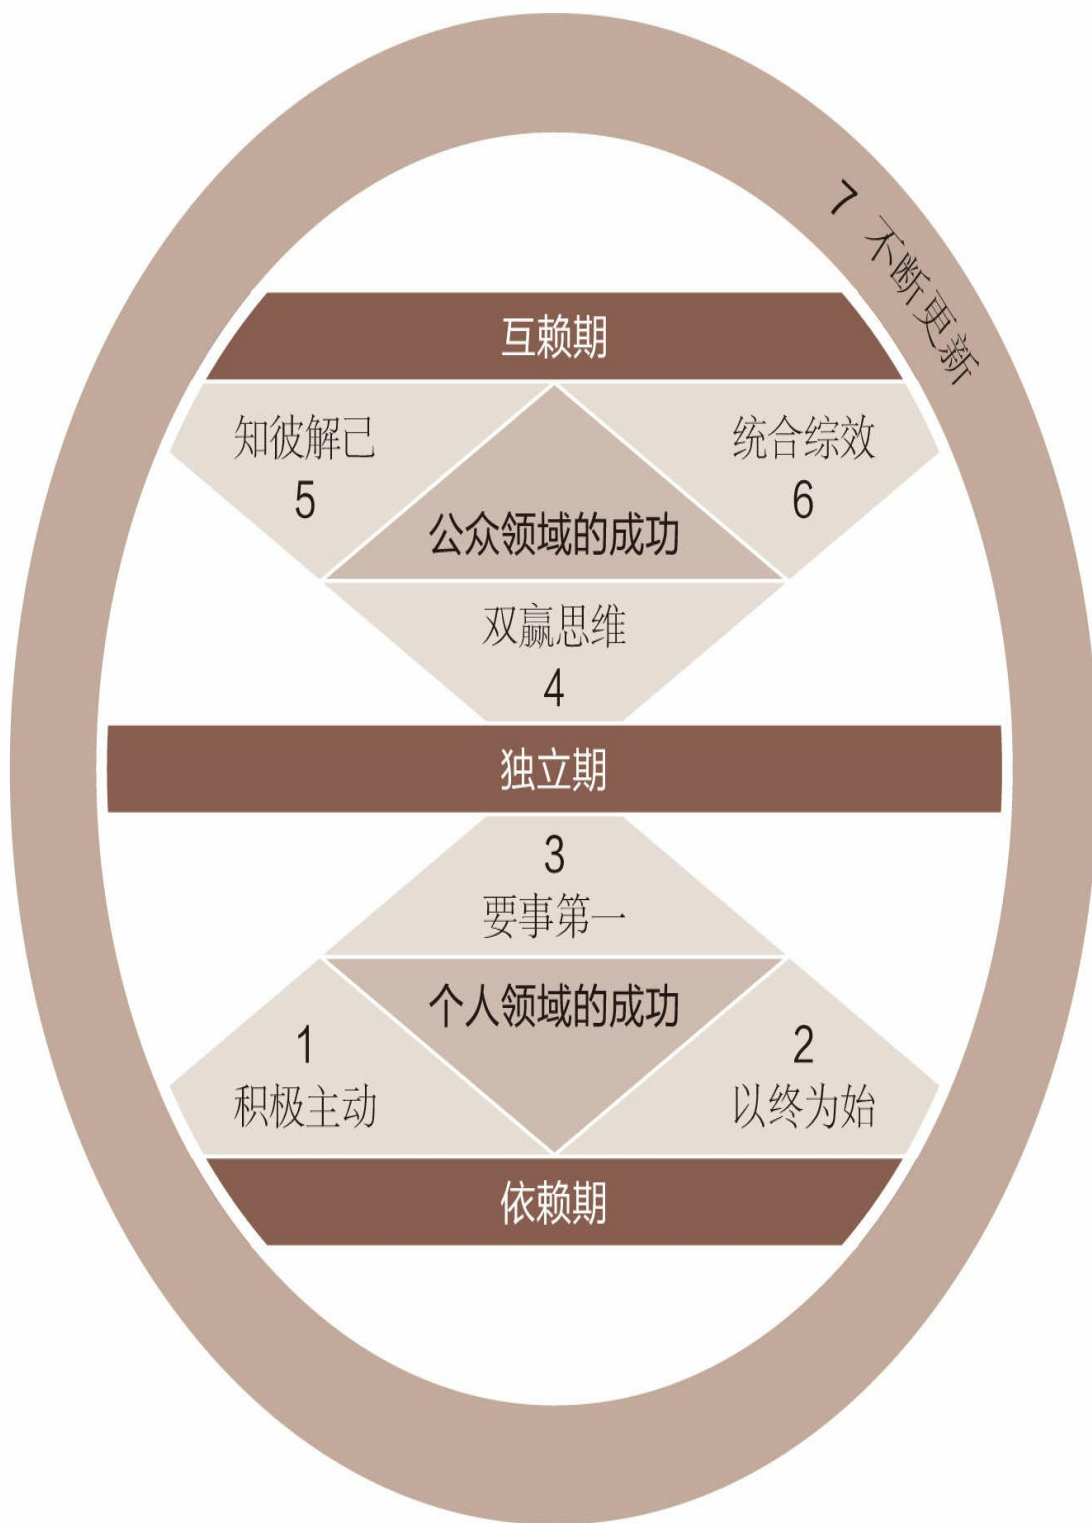 7 不断更新
互赖期
知彼解己
5
统合综效
6
公众领域的成功
双赢思维
4
独立期
3
要事第一
个人领域的成功
1
积极主动
2
以终为始
依赖期